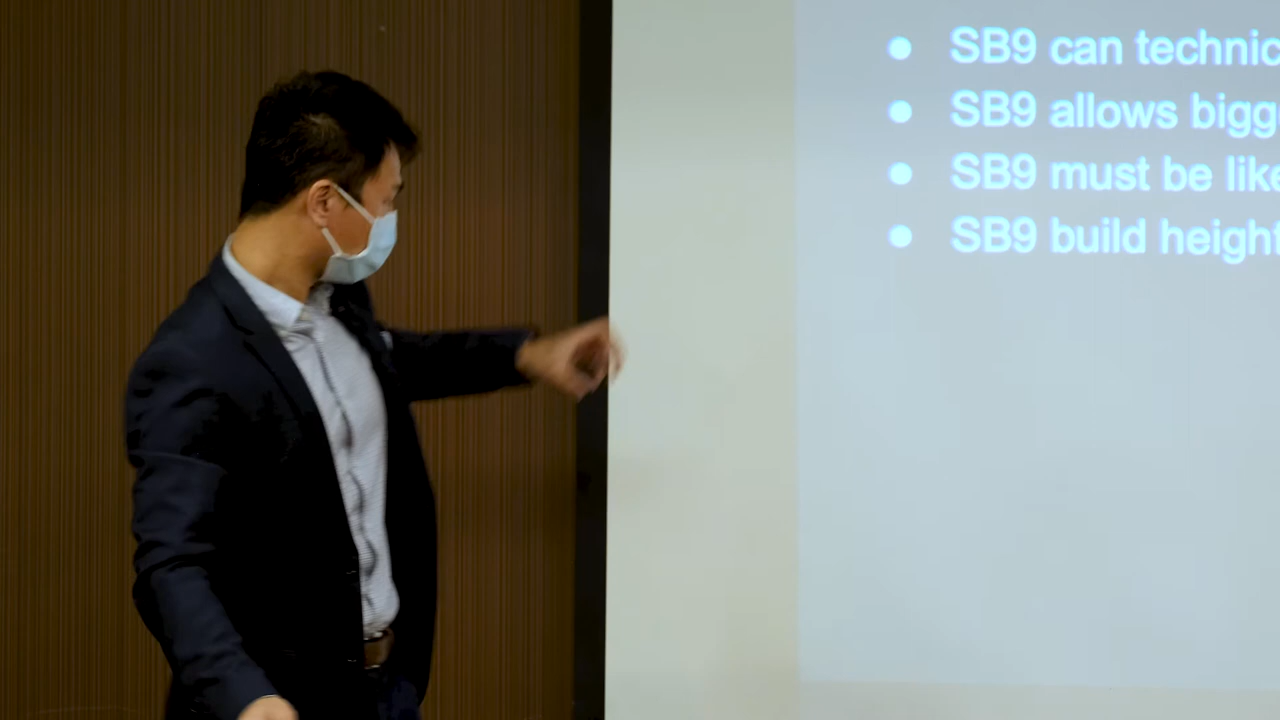 ● SB9 can technic
● SB9 allows bigg
● SB9 must be like
● SB9 build height